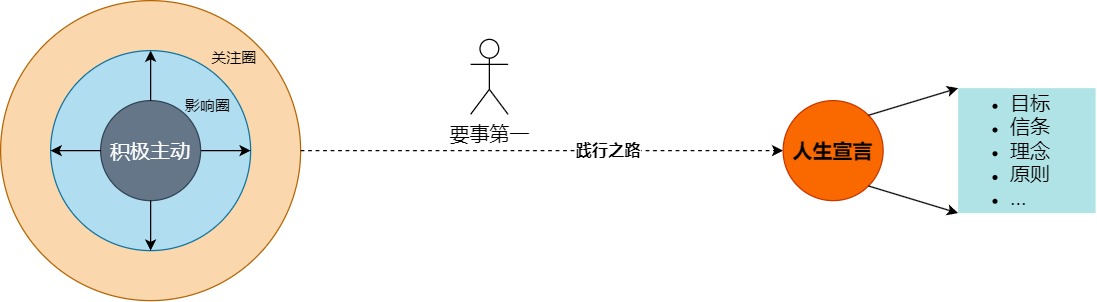 关注圈
影响圈
积极主动
要事第一
践行之路
人生宣言
目标
信条
理念
原则
...